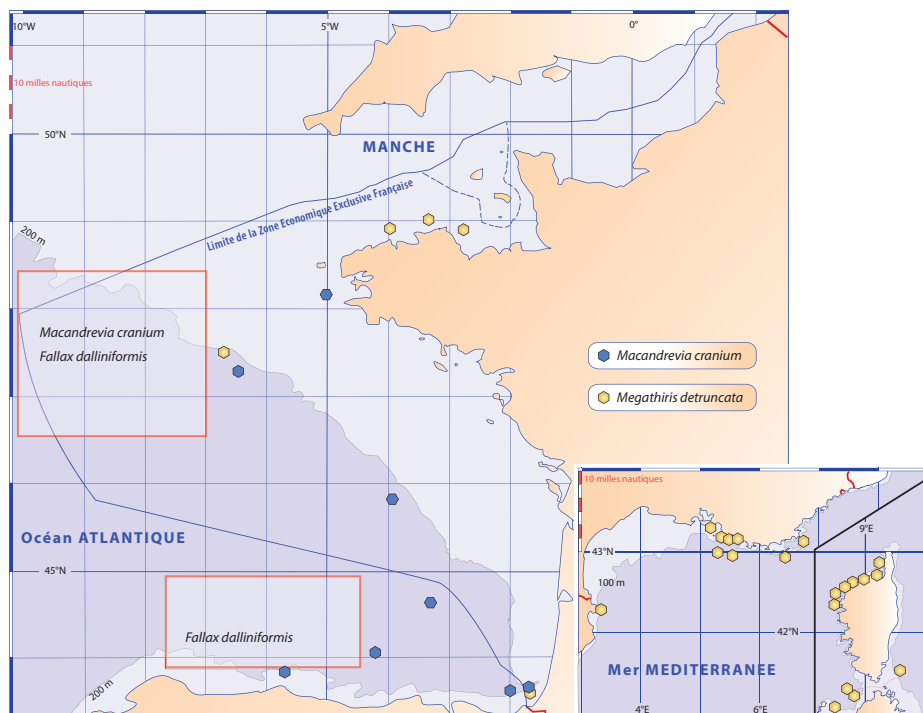 10°W
5°W
0°
10 milles nautiques
50°N
MANCHE
Limite de la Zone Economique Exclusive Française
200 m
Macandrevia cranium
Fallax dalliniformis
Macandrevia cranium
Megathiris detruncata
Océan ATLANTIQUE
45°N
Fallax dalliniformis
200 m
10 milles nautiques
9°E
43°N
100 m
42°N
Mer MEDITERRANEE
4°E
6°E